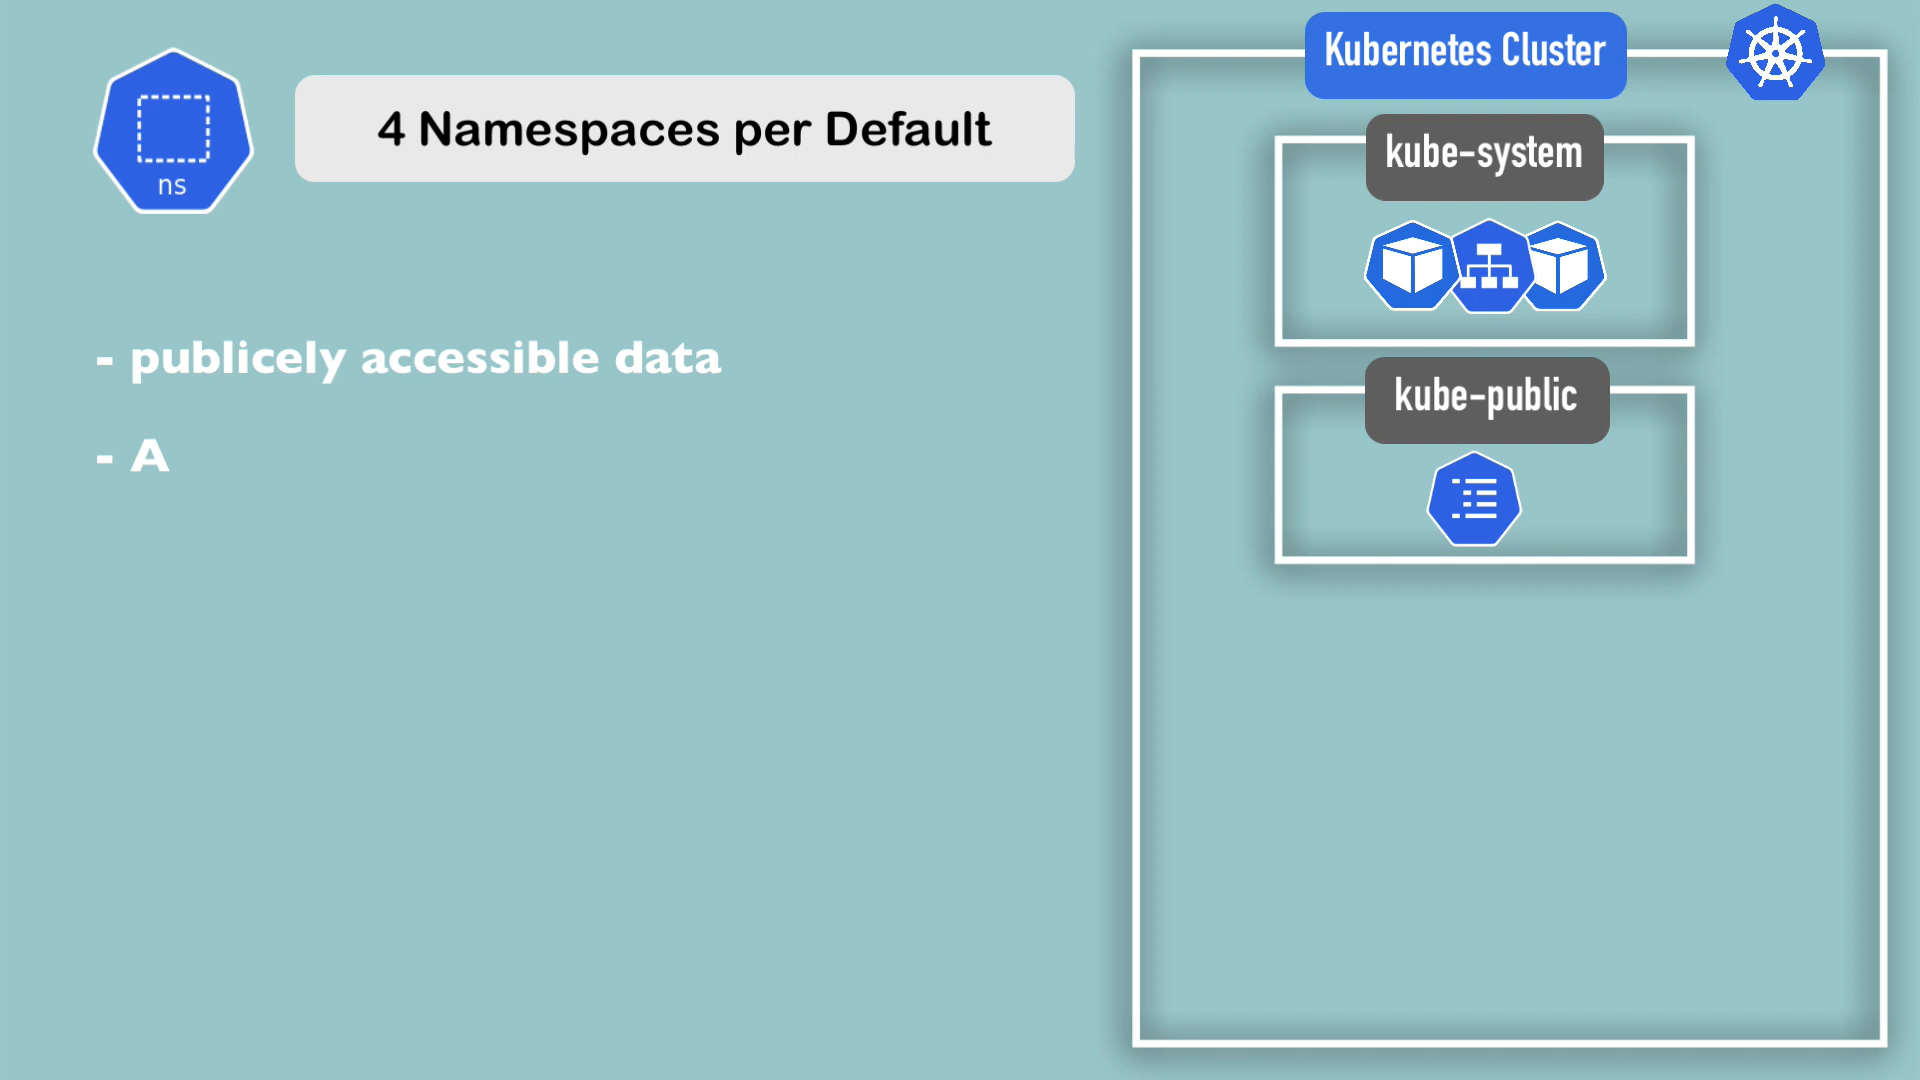 ns
4 Namespaces per Default
- publicely accessible data
- A
Kubernetes Cluster
kube-system
kube-public